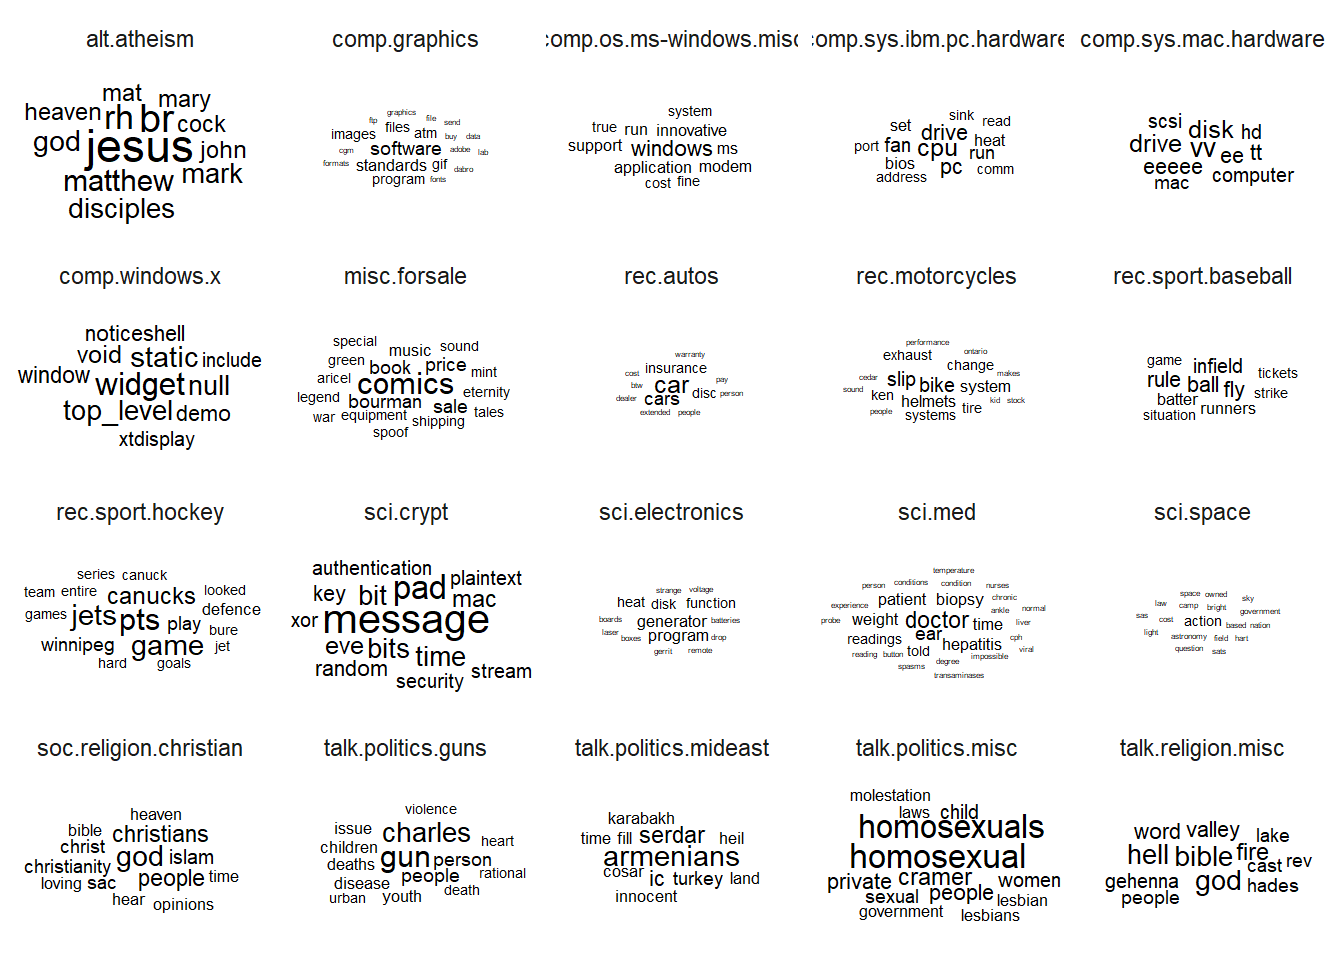 alt.atheism
mat
heaven
mary
rh
br
cock
god
jesus
john
matthew
mark
disciples
comp.graphics
graphics
file
ftp
send
images
files
atm
buy
data
cgm
software
adobe
lab
formats
standards
gif
dabro
program
fonts
comp.os.ms-windows.misc
system
true
run
innovative
support
windows
ms
application
modem
cost
fine
comp.sys.ibm.pc.hardware
sink
read
set
drive
port
fan
heat
cpu
run
bios
pc
comm
address
comp.sys.mac.hardware
scsi
disk
hd
drive
vv
ee
tt
eeeee
computer
mac
comp.windows.x
noticeshell
void
static
include
window
widget
null
top_level
demo
xtdisplay
misc.forsale
special
music
sound
green
book
price
mint
aricel
comics
eternity
legend
bourman
sale
war
equipment
shipping
tales
spoof
rec.autos
warranty
cost
insurance
btw
car
pay
dealer
cars
disc
person
extended
people
rec.motorcycles
performance
exhaust
ontario
change
cedar
slip
bike
makes
sound
ken
helmets
system
kid
stock
people
systems
tire
rec.sport.baseball
game
infield
tickets
rule
ball
fly
strike
batter
situation
runners
rec.sport.hockey
series
canuck
team
entire
canucks
looked
games
jets
pts
play
defence
bure
winnipeg
game
jet
hard
goals
sci.crypt
authentication
key
bit
pad
plaintext
mac
xor
message
eve
bits
time
random
security
stream
sci.electronics
strange
voltage
heat
disk
function
boards
generator
batteries
laser
boxes
program
drop
gerrit
remote
sci.med
temperature
person
conditions
condition
nurses
experience
patient
biopsy
chronic
ankle
normal
probe
weight
doctor
time
liver
readings
ear
hepatitis
cph
reading
button
told
impossible
viral
spasms
degree
transaminases
sci.space
space
owned
sky
law
camp
bright
government
sas
cost
action
based
nation
light
astronomy
field
hart
question
sats
soc.religion.christian
heaven
bible
christians
christ
god
islam
christianity
people
time
loving
sac
hear
opinions
talk.politics.guns
violence
issue
charles
heart
children
gun
person
deaths
people
rational
disease
death
urban
youth
talk.politics.mideast
karabakh
time
fill
serdar
heil
armenians
cosar
ic
turkey
land
innocent
talk.politics.misc
molestation
laws
child
homosexuals
homosexual
private
cramer
women
sexual
people
lesbian
government
lesbians
talk.religion.misc
word
valley
lake
hell
bible
fire
cast
rev
gehenna
god
hades
people